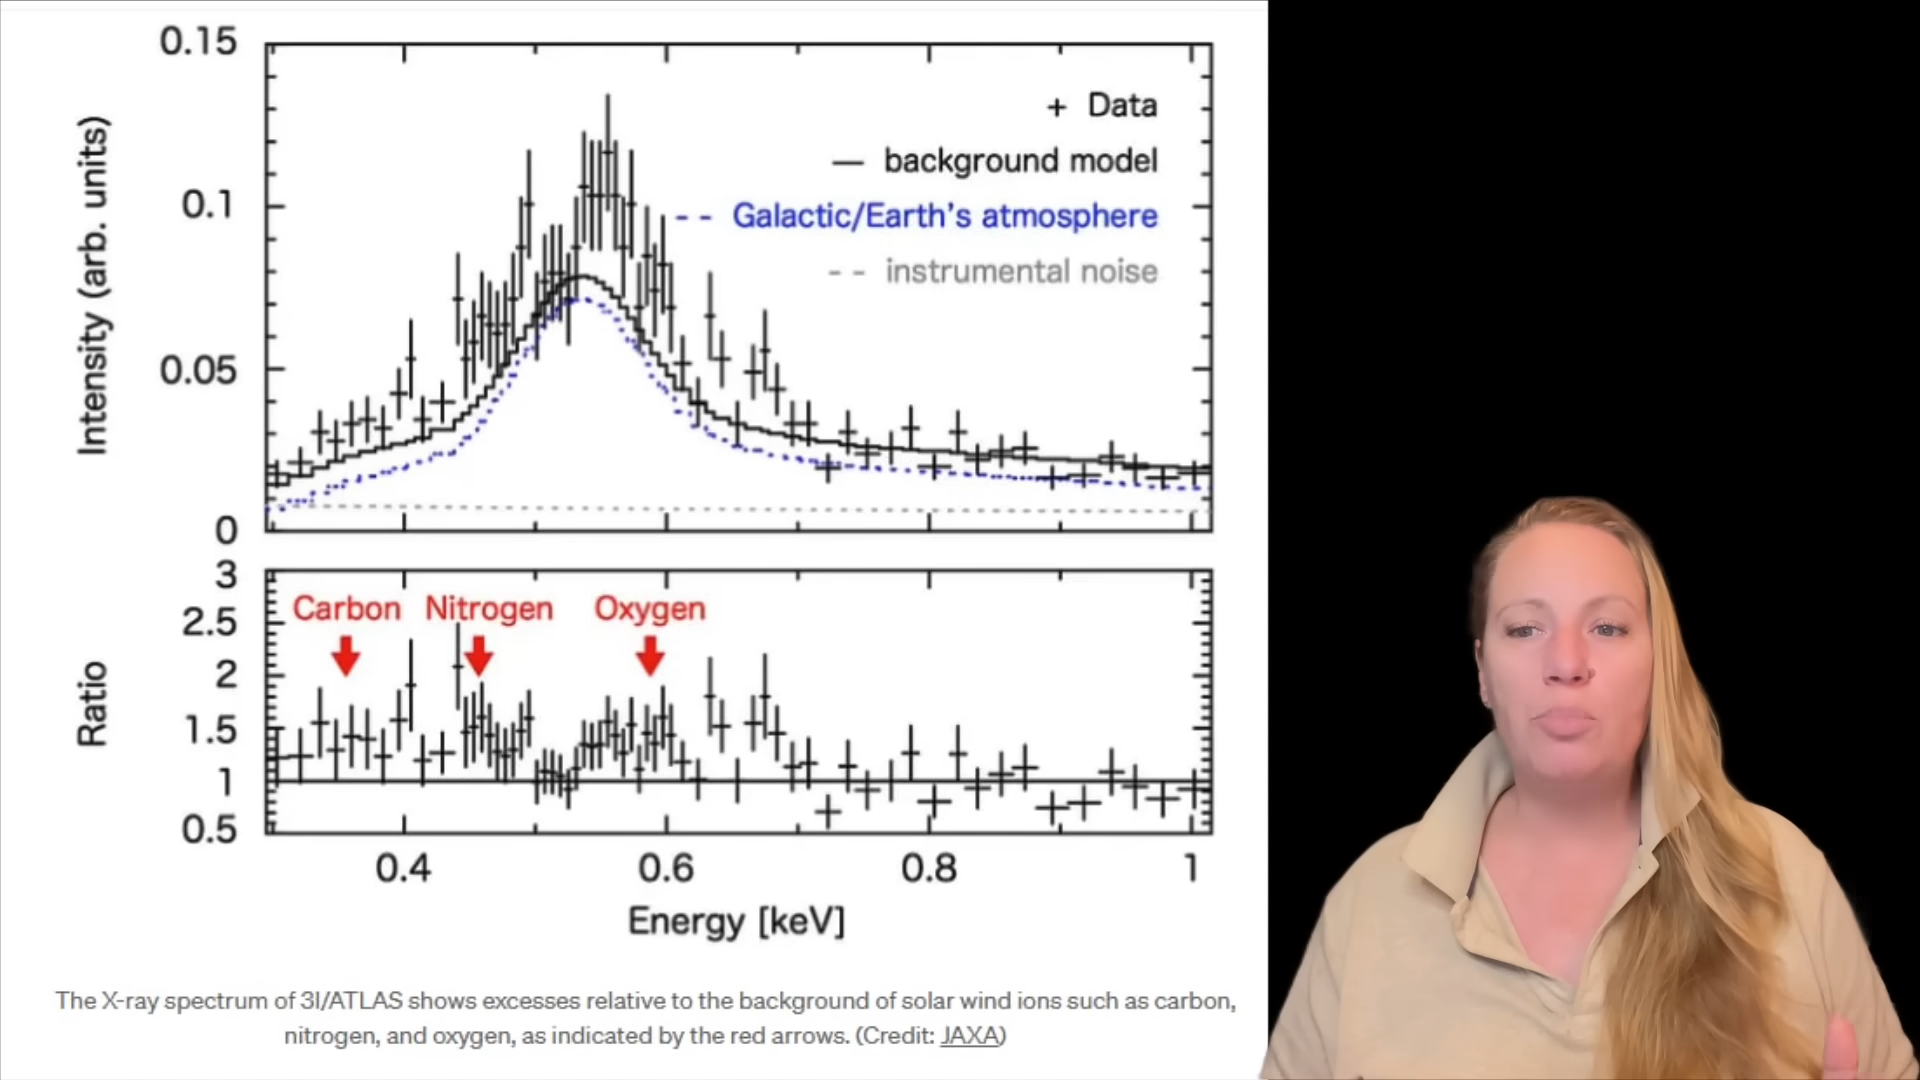 0.15
0.1
0.05
0
Intensity (arb. units)
+ Data
— background model
-- Galactic/Earth's atmosphere
-- instrumental noise
3
2.5
2
1.5
1
0.5
Ratio
Carbon Nitrogen Oxygen
0.4 0.6 0.8 1
Energy [keV]
The X-ray spectrum of 3I/ATLAS shows excesses relative to the background of solar wind ions such as carbon,
nitrogen, and oxygen, as indicated by the red arrows. (Credit: JAXA)